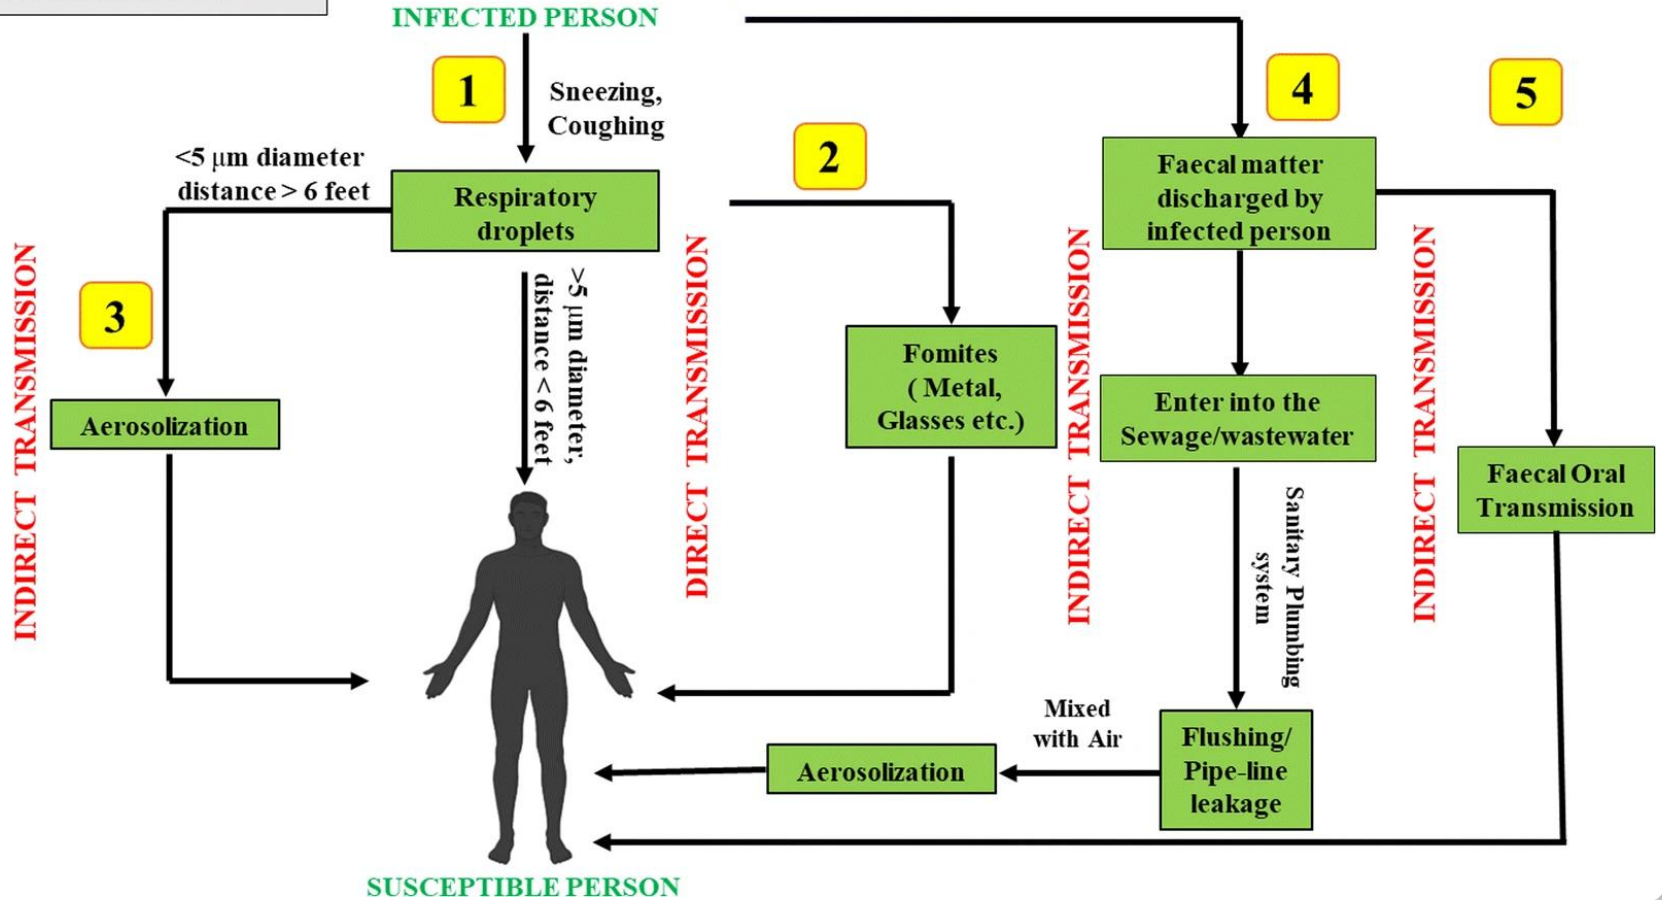 INFECTED PERSON
1
Sneezing,
Coughing
<5 μm diameter
distance > 6 feet
Respiratory
droplets
2
4
5
Faecal matter
discharged by
infected person
INDIRECT TRANSMISSION
3
>5 μm diameter,
distance < 6 feet
DIRECT TRANSMISSION
Fomites
( Metal,
Glasses etc.)
INDIRECT TRANSMISSION
Enter into the
Sewage/wastewater
INDIRECT TRANSMISSION
Aerosolization
Faecal Oral
Transmission
Sanitary Plumbing
system
Mixed
with Air
Flushing/
Pipe-line
leakage
Aerosolization
SUSCEPTIBLE PERSON